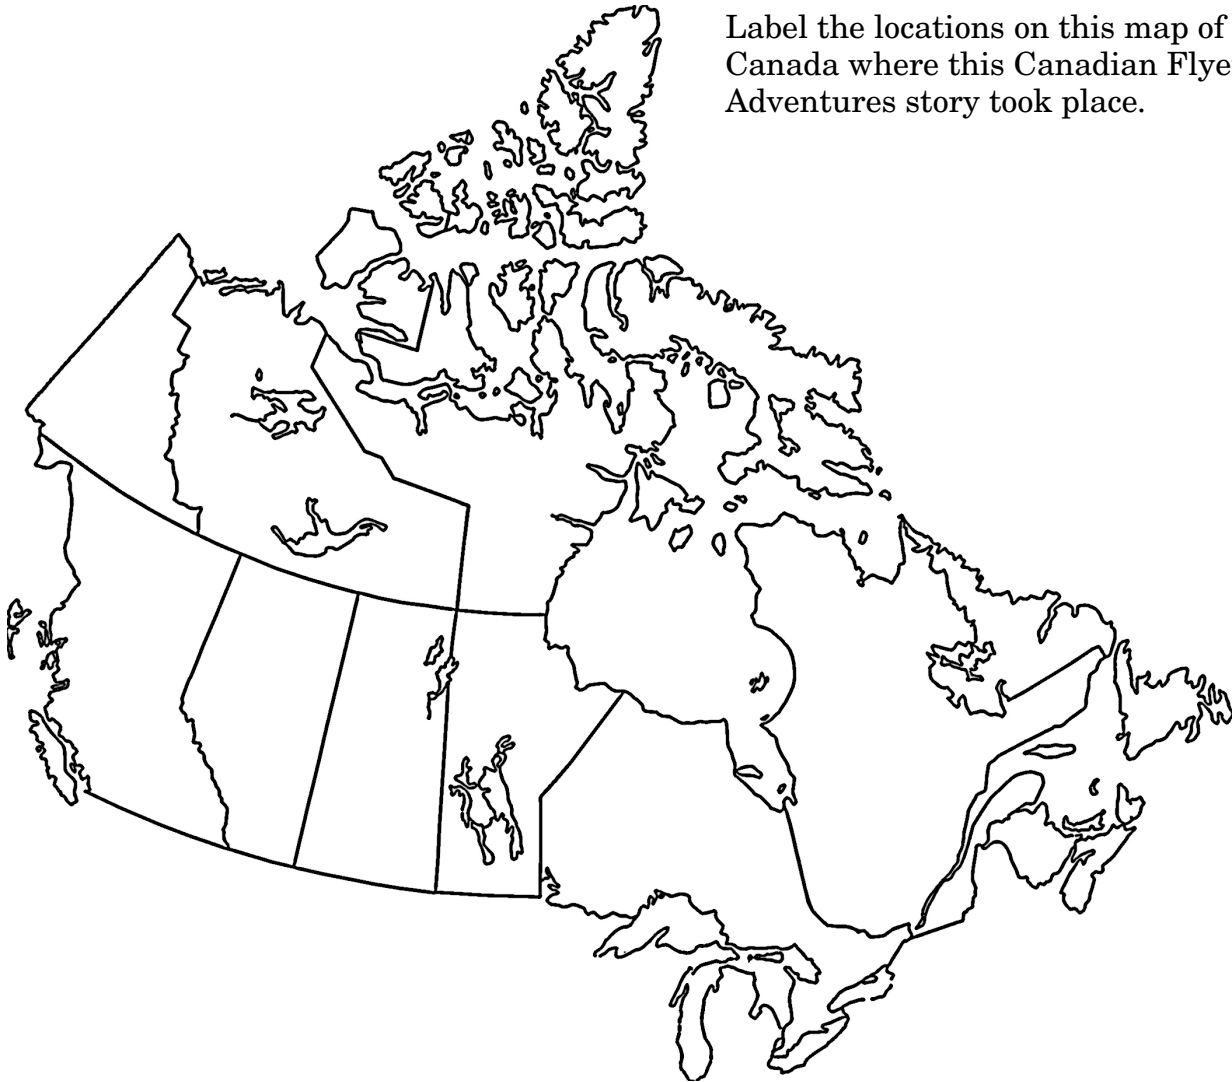 Label the locations on this map of
Canada where this Canadian Flye
Adventures story took place.